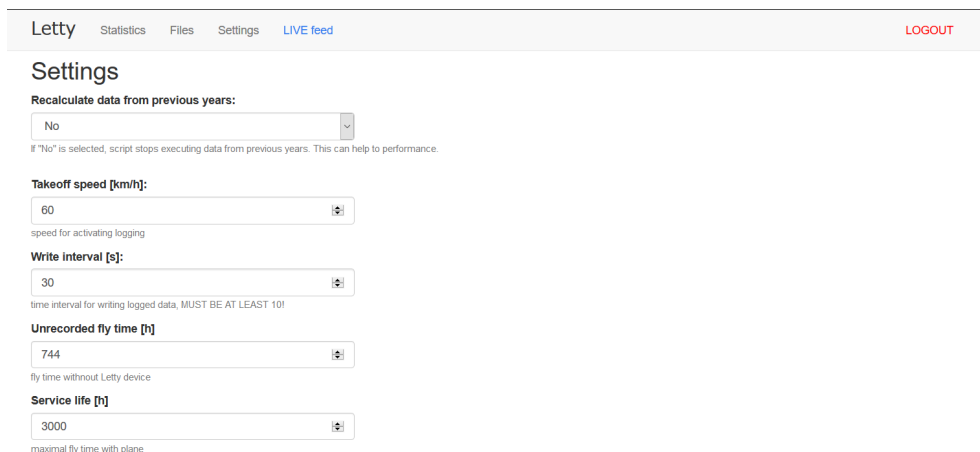 Letty Statistics Files Settings LIVE feed LOGOUT
Settings
Recalculate data from previous years:
No
If "No" is selected, script stops executing data from previous years. This can help to performance.
Takeoff speed [km/h]:
60
speed for activating logging
Write interval [s]:
30
time interval for writing logged data, MUST BE AT LEAST 10!
Unrecorded fly time [h]
744
fly time withnout Letty device
Service life [h]
3000
maximal fly time with plane